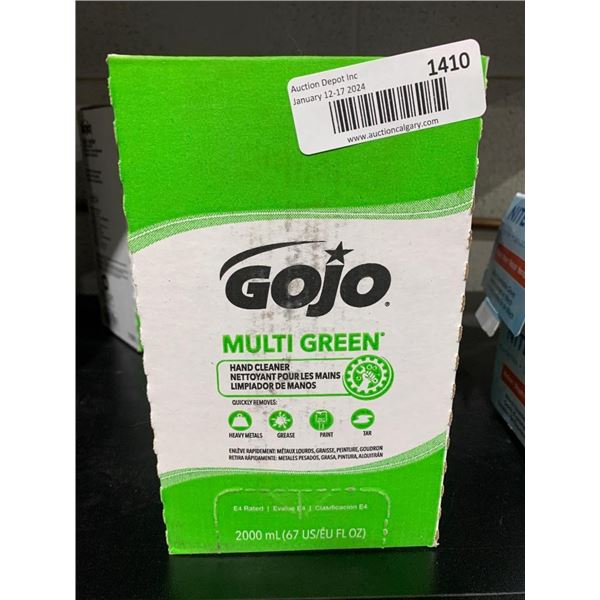 Auction Depot Inc
January 12-17 2024
1410
www.auctioncalgary.com
GOJO
GOJO®
MULTI GREEN®
HAND CLEANER
NETTOYANT POUR LES MAINS
LIMPIADOR DE MANOS
QUICKLY REMOVES:
HEAVY METALS GREASE PAINT TAR
ENLÈVE RAPIDEMENT: MÉTAUX LOURDS, GRAISSE, PEINTURE, GOUDRON
RETIRA RÁPIDAMENTE: METALES PESADOS, GRASA, PINTURA, ALQUITRÁN
E4 Rated | Évalué E4 | Clasificación E4
2000 mL (67 US/ÉU FL OZ)